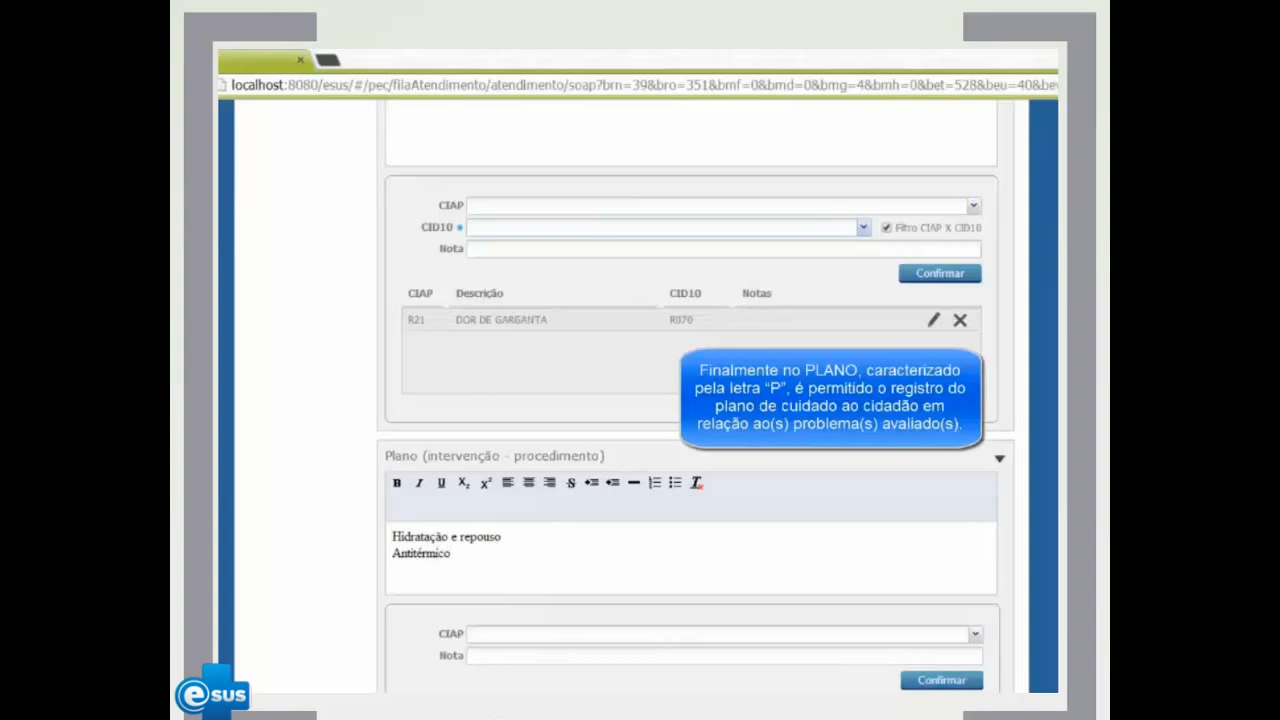 localhost:8080/esus/#/pec/filaAtendimento/atendimento/soap?brn=39&bro=351&bmf=0&bmd=0&bmg=4&bmh=0&bet=528&beu=40&bev
CIAP
CID10
Filtro CIAP X CID10
Nota
Confirmar
CIAP Descrição CID10 Notas
R21 DOR DE GARGANTA R070
Finalmente no PLANO, caracterizado
pela letra “P”, é permitido o registro do
plano de cuidado ao cidadão em
relação ao(s) problema(s) avaliado(s).
Plano (intervenção - procedimento)
B I U X₂ X² S T
Hidratação e repouso
Antitérmico
CIAP
Nota
Confirmar
esus